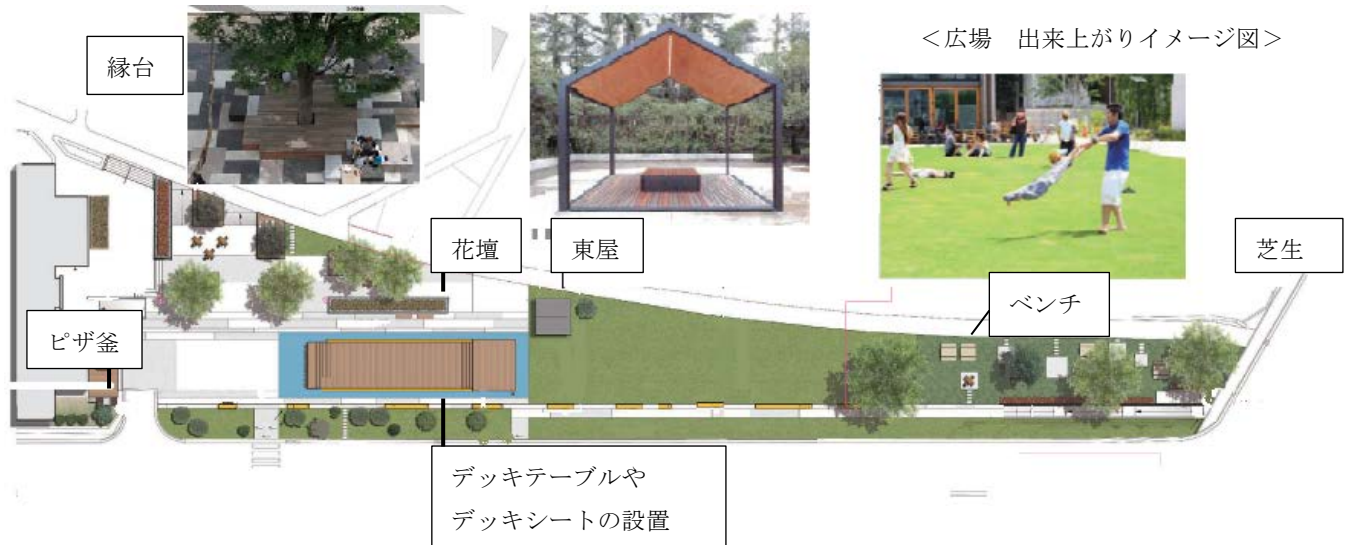 ＜広場　出来上がりイメージ図＞
縁台
花壇
東屋
芝生
ベンチ
ピザ釜
デッキテーブルや
デッキシートの設置